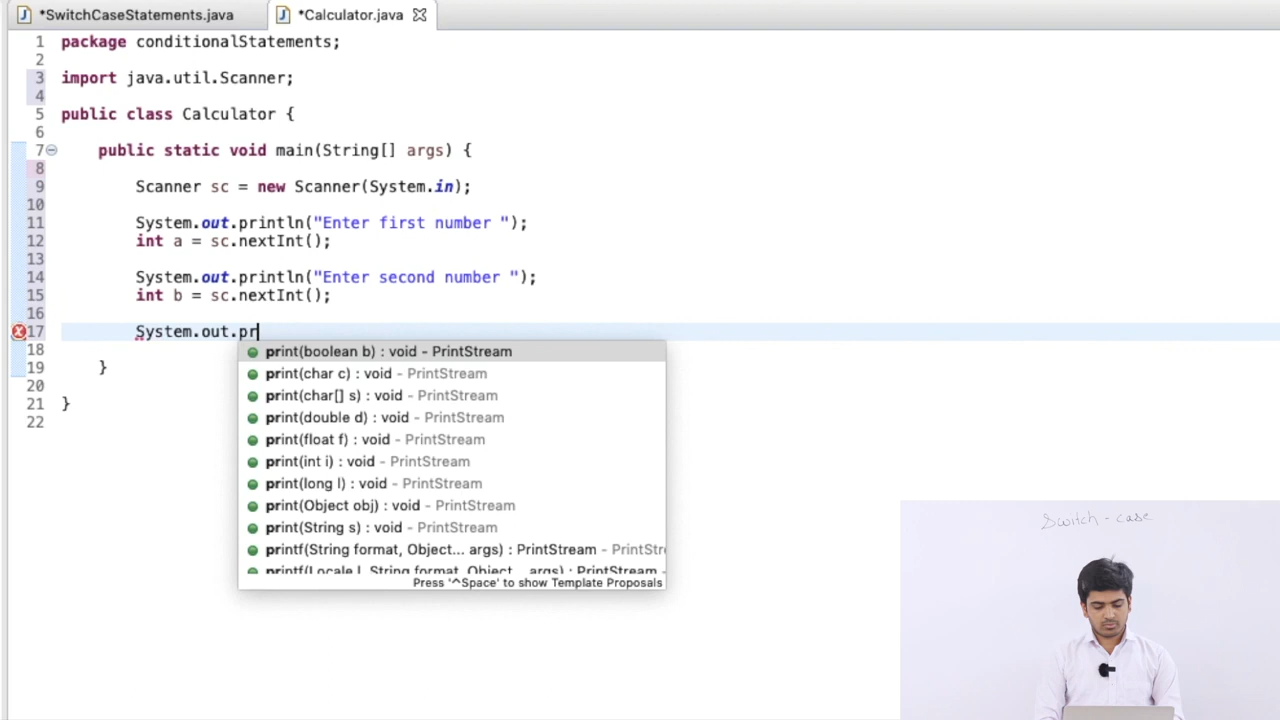 *SwitchCaseStatements.java
*Calculator.java
1 package conditionalStatements;
2
3 import java.util.Scanner;
4
5 public class Calculator {
6
7 public static void main(String[] args) {
8
9 Scanner sc = new Scanner(System.in);
10
11 System.out.println("Enter first number ");
12 int a = sc.nextInt();
13
14 System.out.println("Enter second number ");
15 int b = sc.nextInt();
16
17 System.out.pr
18
19 }
20
21 }
22
print(boolean b) : void - PrintStream
print(char c) : void - PrintStream
print(char[] s) : void - PrintStream
print(double d) : void - PrintStream
print(float f) : void - PrintStream
print(int i) : void - PrintStream
print(long l) : void - PrintStream
print(Object obj) : void - PrintStream
print(String s) : void - PrintStream
printf(String format, Object... args) : PrintStream - PrintStre
printf(Locale l, String format, Object... args) : PrintStream -
Press '^Space' to show Template Proposals
Switch-case